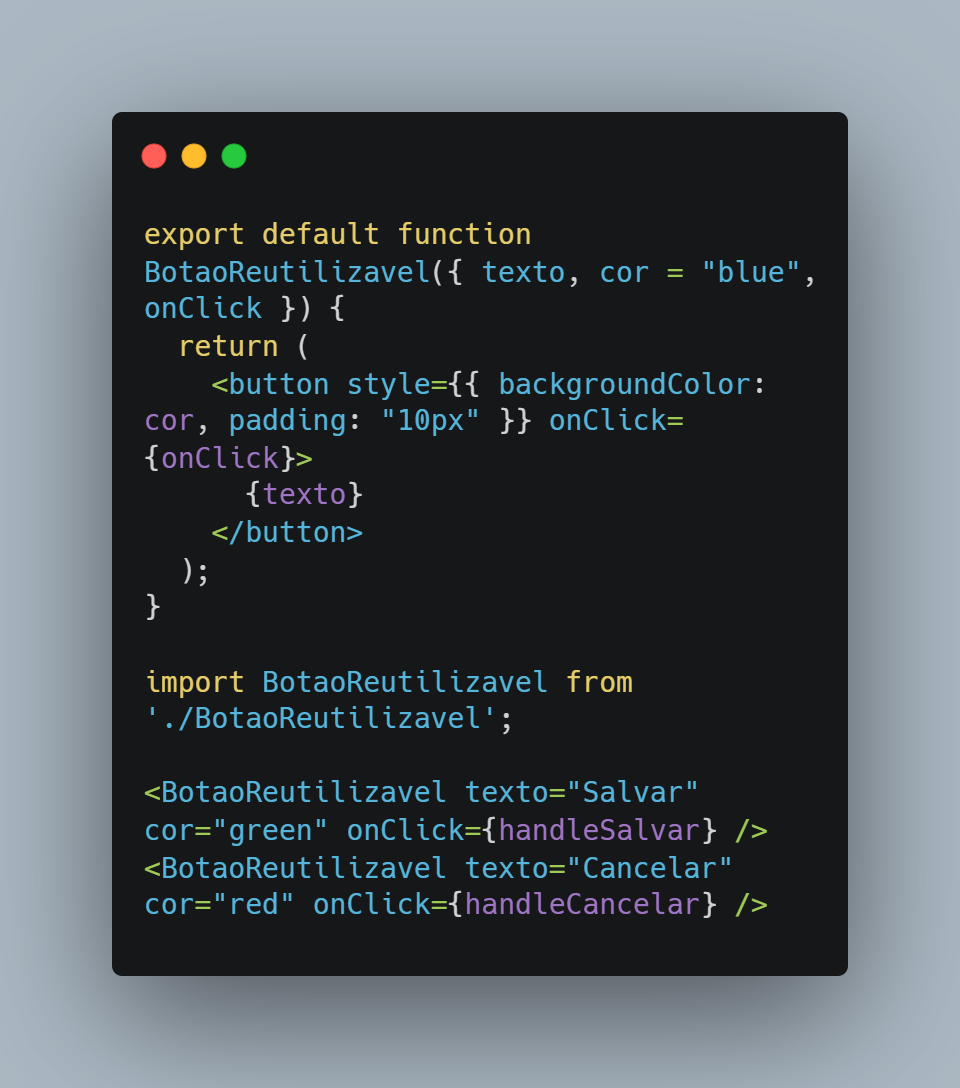 export default function
BotaoReutilizavel({ texto, cor = "blue",
onClick }) {
  return (
    <button style={{ backgroundColor:
cor, padding: "10px" }} onClick=
{onClick}>
      {texto}
    </button>
  );
}

import BotaoReutilizavel from
'./BotaoReutilizavel';

<BotaoReutilizavel texto="Salvar"
cor="green" onClick={handleSalvar} />
<BotaoReutilizavel texto="Cancelar"
cor="red" onClick={handleCancelar} />